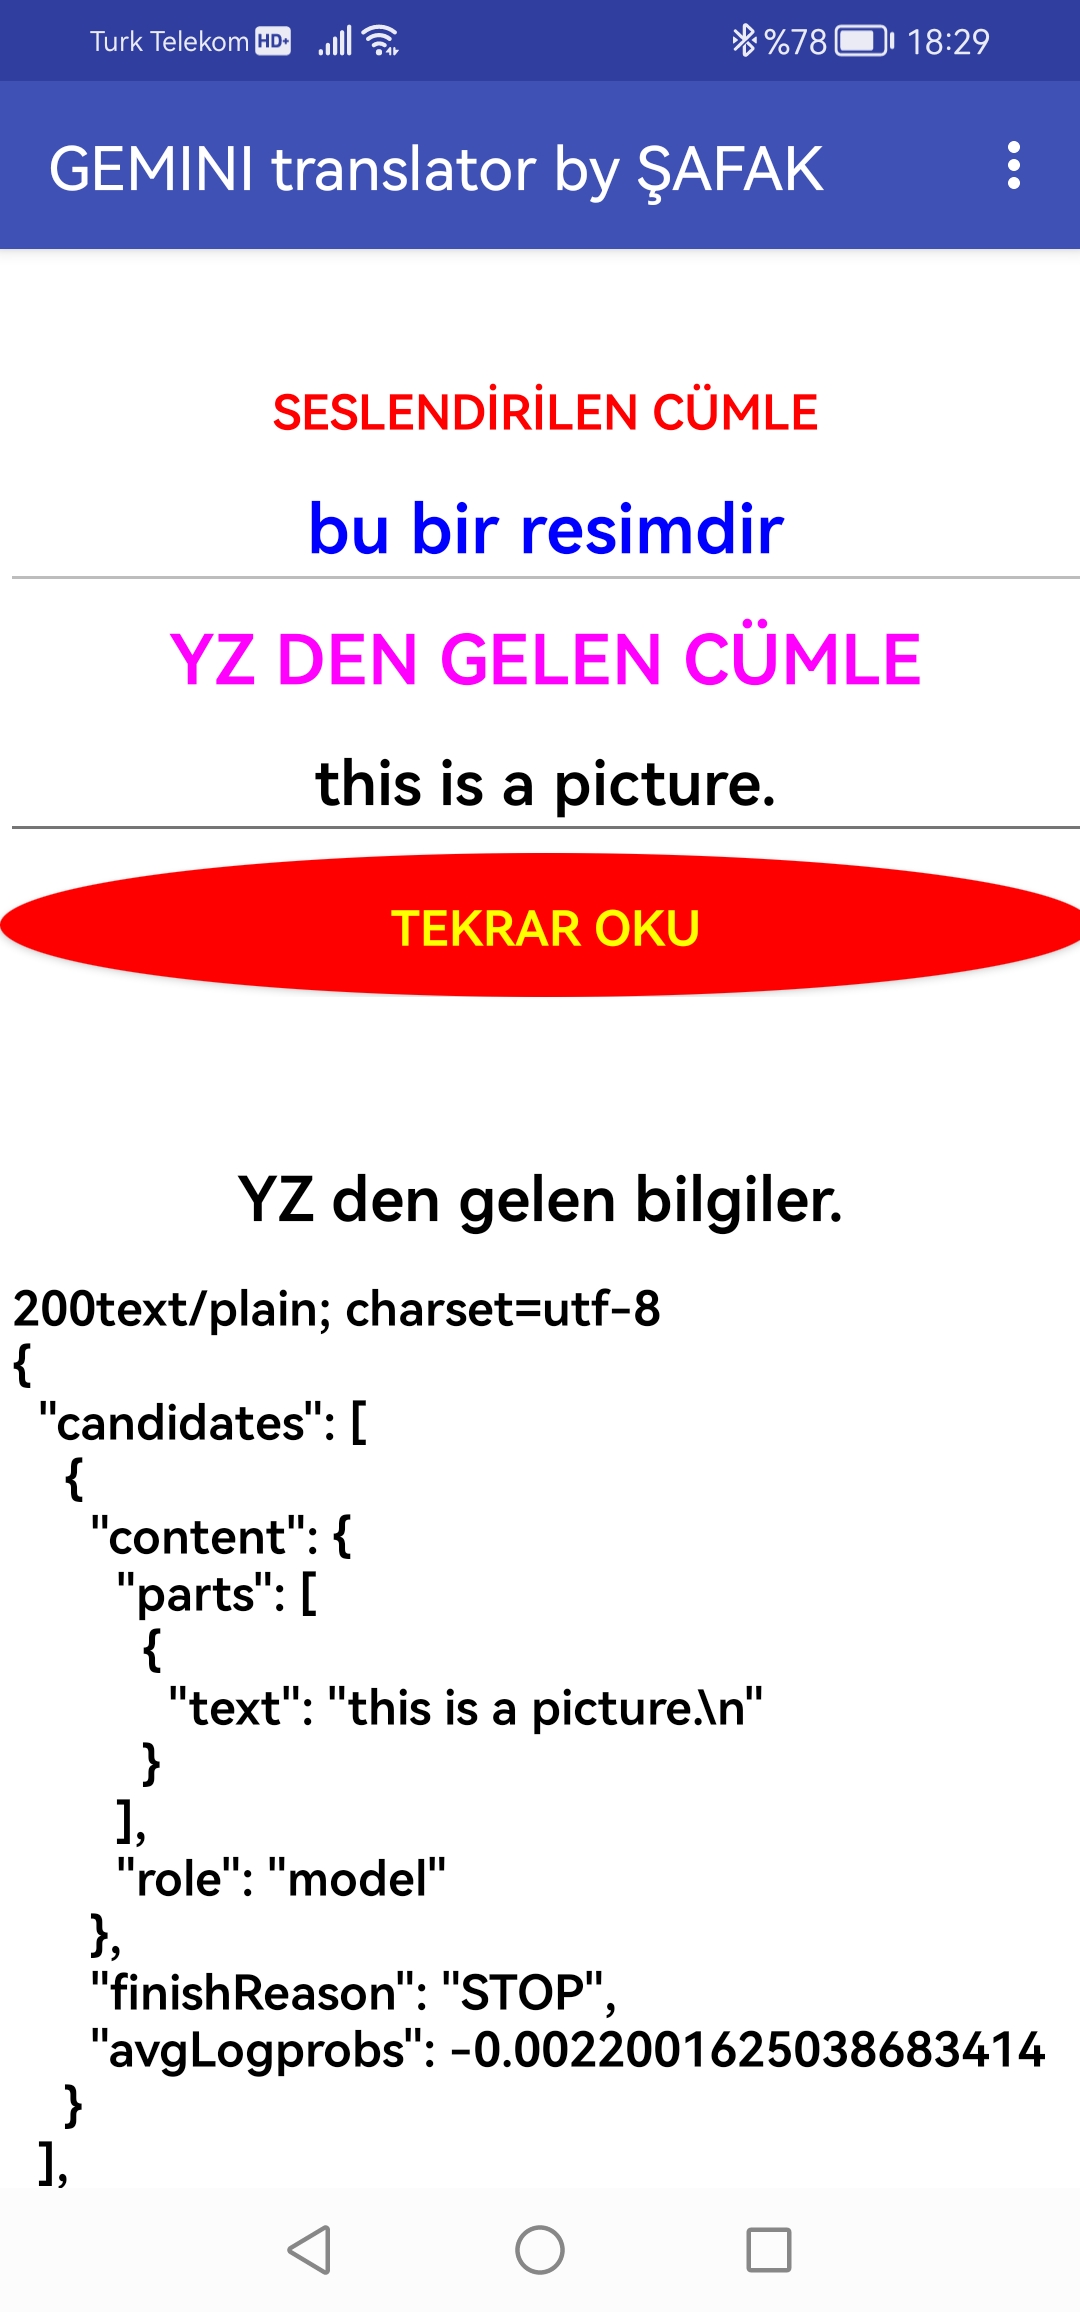 Turk Telekom HD+ %78 18:29
GEMINI translator by ŞAFAK
SESLENDİRİLEN CÜMLE
bu bir resimdir
YZ DEN GELEN CÜMLE
this is a picture.
TEKRAR OKU
YZ den gelen bilgiler.
200text/plain; charset=utf-8
{
"candidates": [
{
"content": {
"parts": [
{
"text": "this is a picture.\n"
}
],
"role": "model"
},
"finishReason": "STOP",
"avgLogprobs": -0.0022001625038683414
}
],